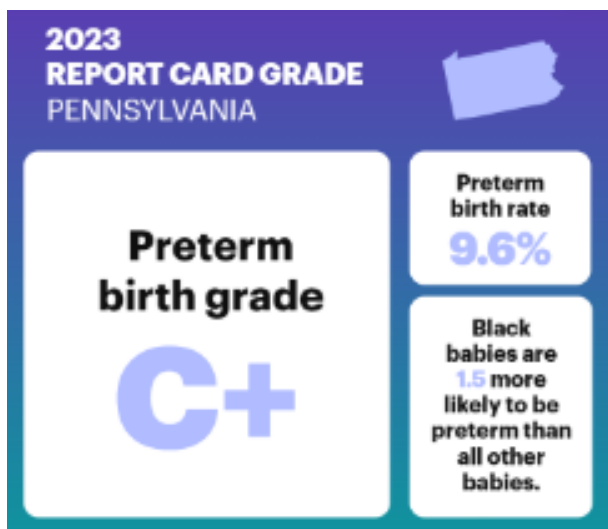 2023
REPORT CARD GRADE
PENNSYLVANIA
Preterm
birth grade
C+
Preterm
birth rate
9.6%
Black
babies are
1.5 more
likely to be
preterm than
all other
babies.